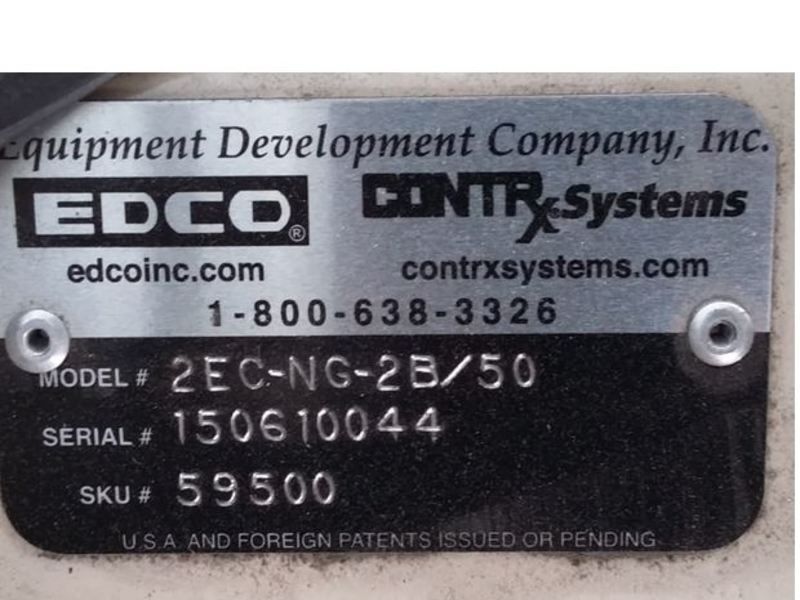 Equipment Development Company, Inc.
EDCO® CONTRx Systems
edcoinc.com contrxsystems.com
1-800-638-3326
MODEL # 2EC-NG-2B/50
SERIAL # 150610044
SKU # 59500
U.S.A. AND FOREIGN PATENTS ISSUED OR PENDING